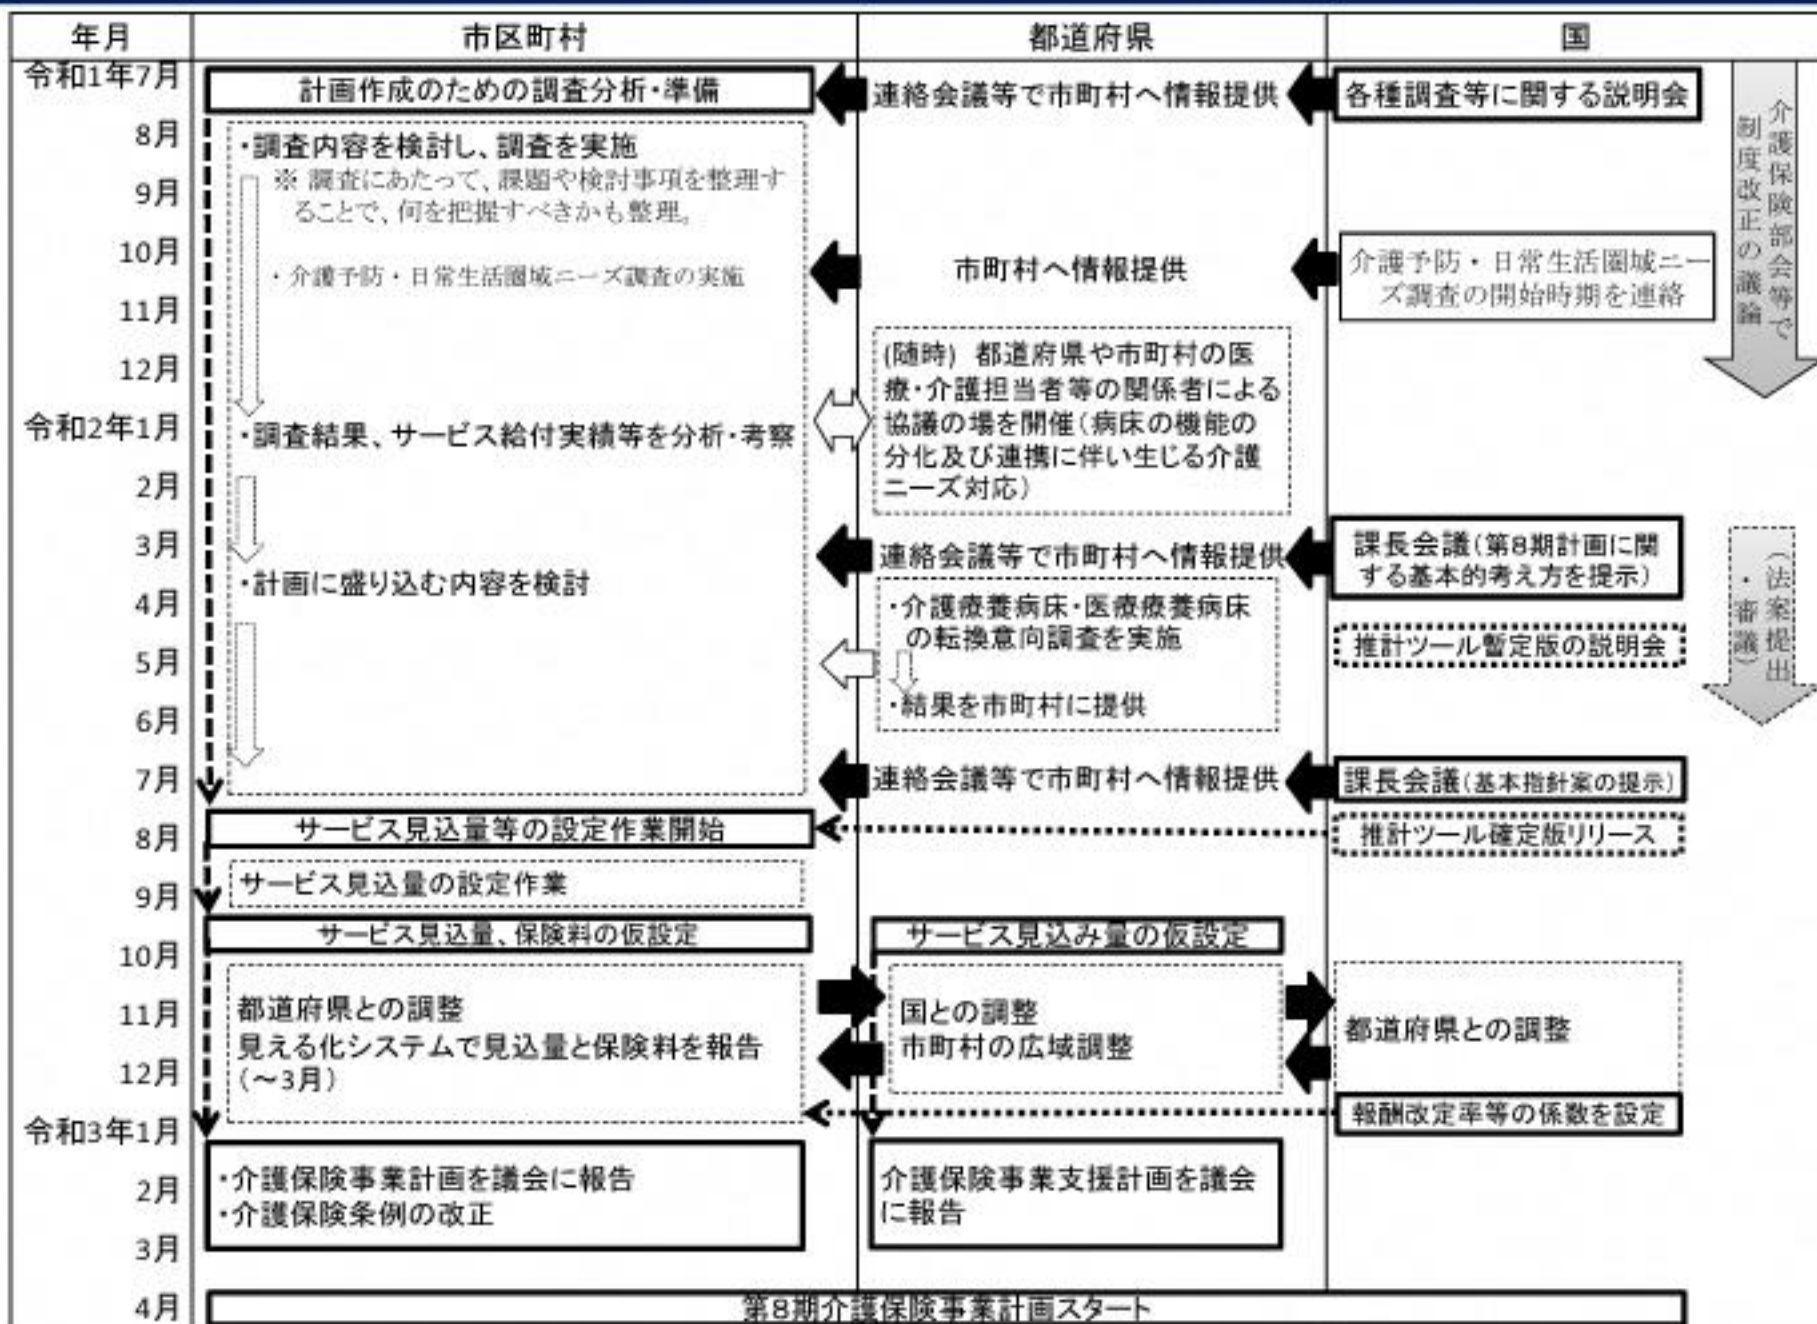 年月
市区町村
都道府県
国
令和1年7月
計画作成のための調査分析・準備
連絡会議等で市町村へ情報提供
各種調査等に関する説明会
8月
・調査内容を検討し、調査を実施
9月
※ 調査にあたって、課題や検討事項を整理す
ることで、何を把握すべきかも整理。
介護保険部会等で
制度改正の議論
10月
・介護予防・日常生活圏域ニーズ調査の実施
市町村へ情報提供
介護予防・日常生活圏域ニー
ズ調査の開始時期を連絡
11月
12月
(随時) 都道府県や市町村の医
療・介護担当者等の関係者による
協議の場を開催(病床の機能の
分化及び連携に伴い生じる介護
ニーズ対応)
令和2年1月
・調査結果、サービス給付実績等を分析・考察
2月
3月
連絡会議等で市町村へ情報提供
課長会議(第8期計画に関
する基本的考え方を提示)
・計画に盛り込む内容を検討
4月
・介護療養病床・医療療養病床
の転換意向調査を実施
(法案提出
・審議)
5月
推計ツール暫定版の説明会
・結果を市町村に提供
6月
7月
連絡会議等で市町村へ情報提供
課長会議(基本指針案の提示)
8月
サービス見込量等の設定作業開始
推計ツール確定版リリース
9月
サービス見込量の設定作業
サービス見込量、保険料の仮設定
サービス見込み量の仮設定
10月
11月
都道府県との調整
見える化システムで見込量と保険料を報告
(～3月)
国との調整
市町村の広域調整
都道府県との調整
12月
令和3年1月
報酬改定率等の係数を設定
2月
・介護保険事業計画を議会に報告
・介護保険条例の改正
介護保険事業支援計画を議会
に報告
3月
4月
第8期介護保険事業計画スタート